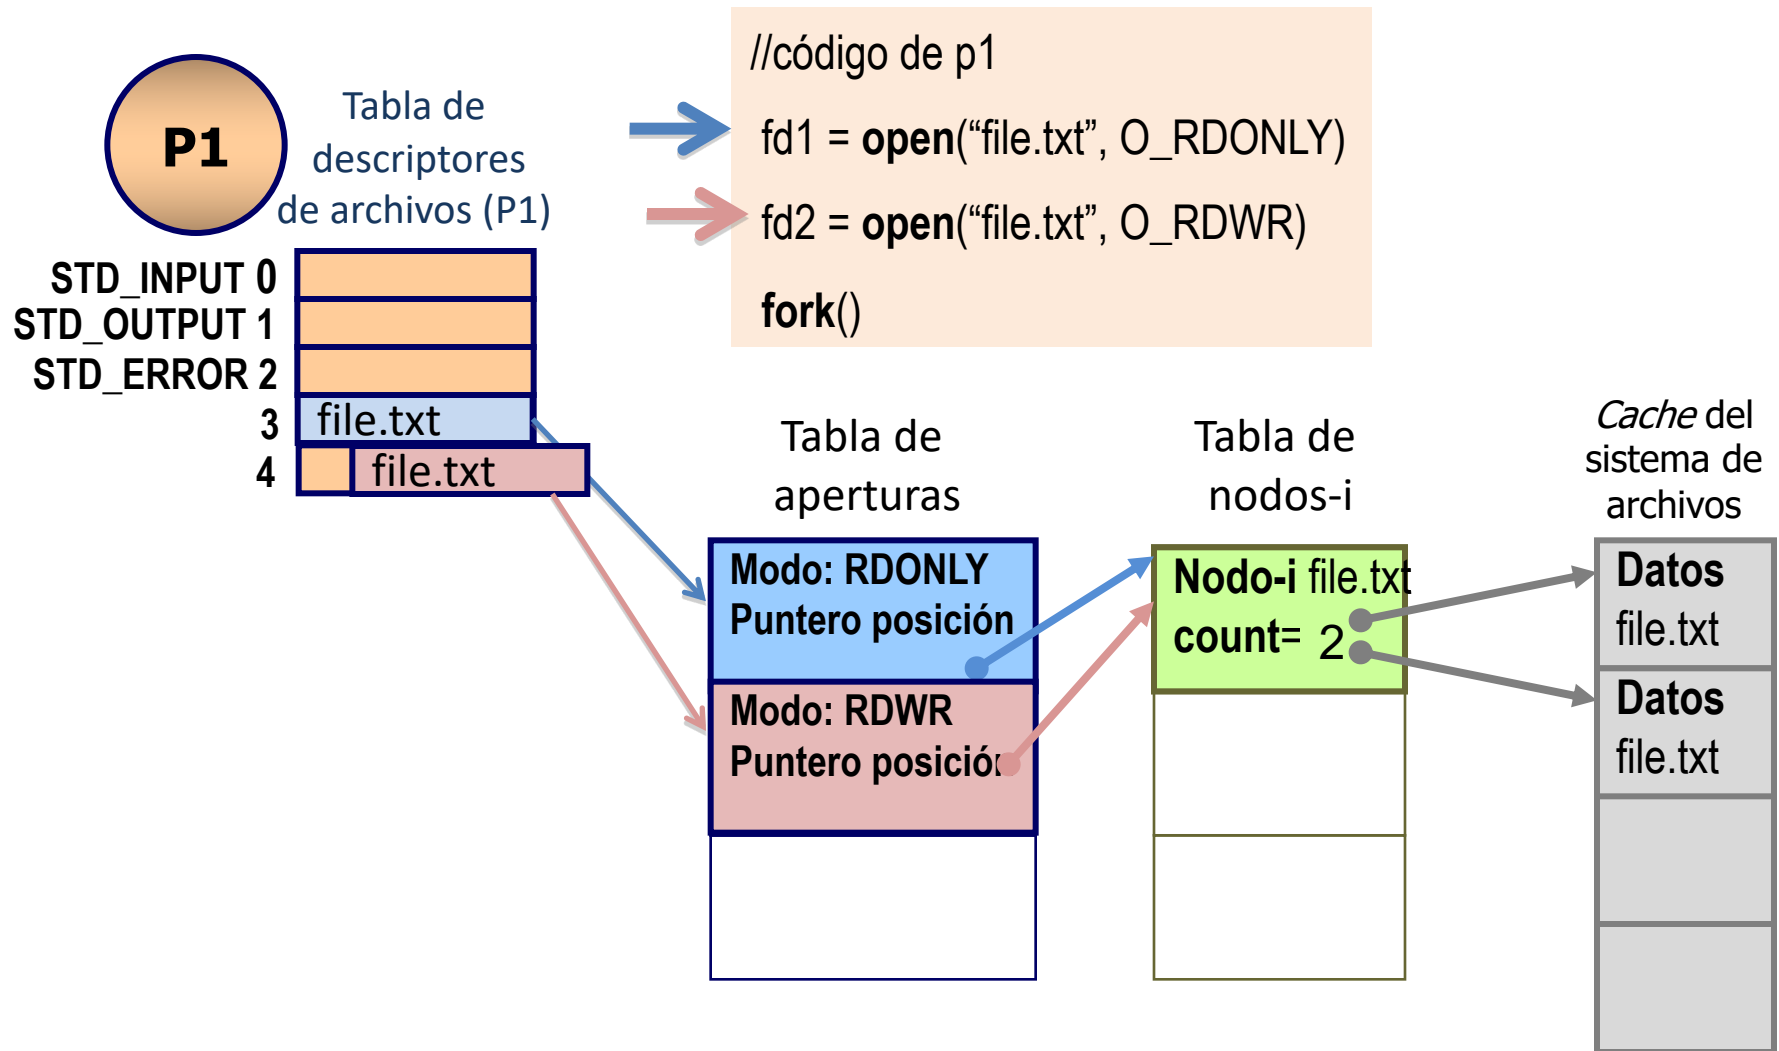 //código de p1
fd1 = open(“file.txt”, O_RDONLY)
fd2 = open(“file.txt”, O_RDWR)
fork()
P1
Tabla de
descriptores
de archivos (P1)
STD_INPUT 0
STD_OUTPUT 1
STD_ERROR 2
3 file.txt
4 file.txt
Tabla de
aperturas
Modo: RDONLY
Puntero posición
Modo: RDWR
Puntero posición
Tabla de
nodos-i
Nodo-i file.txt
count= 2
Cache del
sistema de
archivos
Datos
file.txt
Datos
file.txt